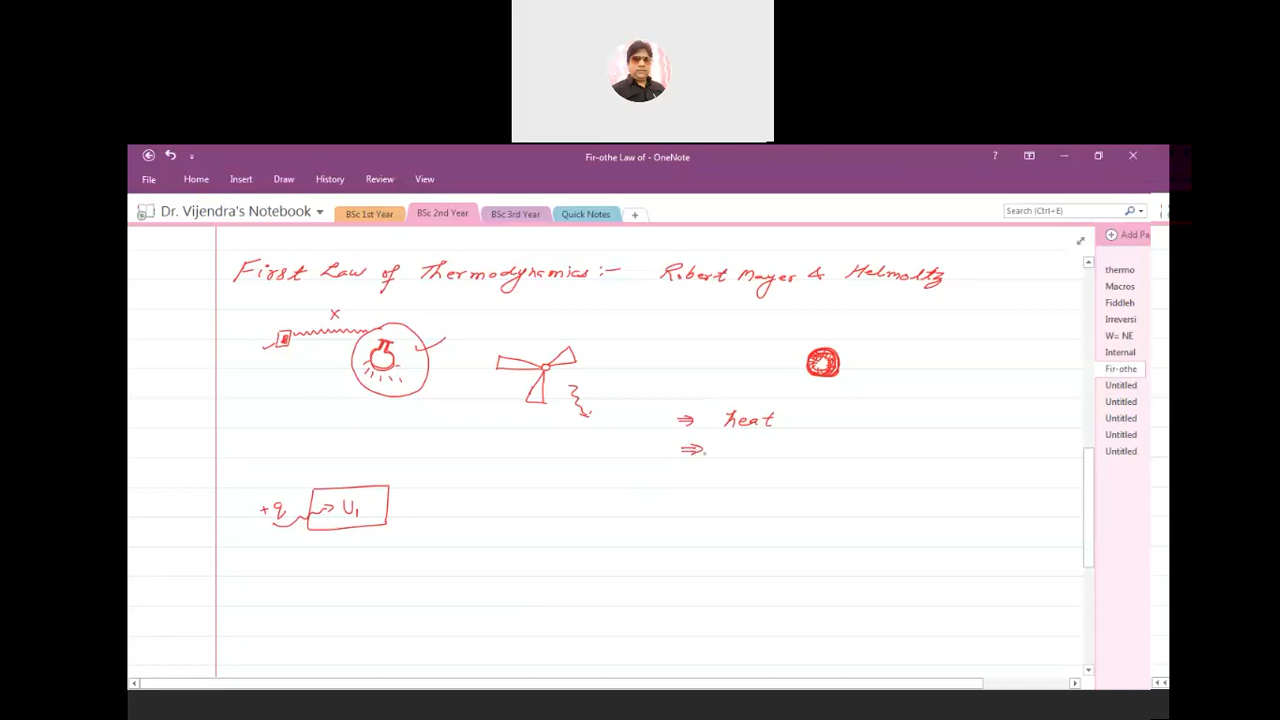 Fir-othe Law of - OneNote
?
File Home Insert Draw History Review View
Dr. Vijendra's Notebook
BSc 1st Year BSc 2nd Year BSc 3rd Year Quick Notes +
Search (Ctrl+E)
Add Pa
First Law of Thermodynamics :- Robert Mayer & Helmoltz
thermo
Macros
Fiddleh
Irreversi
W= NE
Internal
Fir-othe
Untitled
Untitled
Untitled
Untitled
Untitled
x
⇒ heat
⇒
+q → U₁